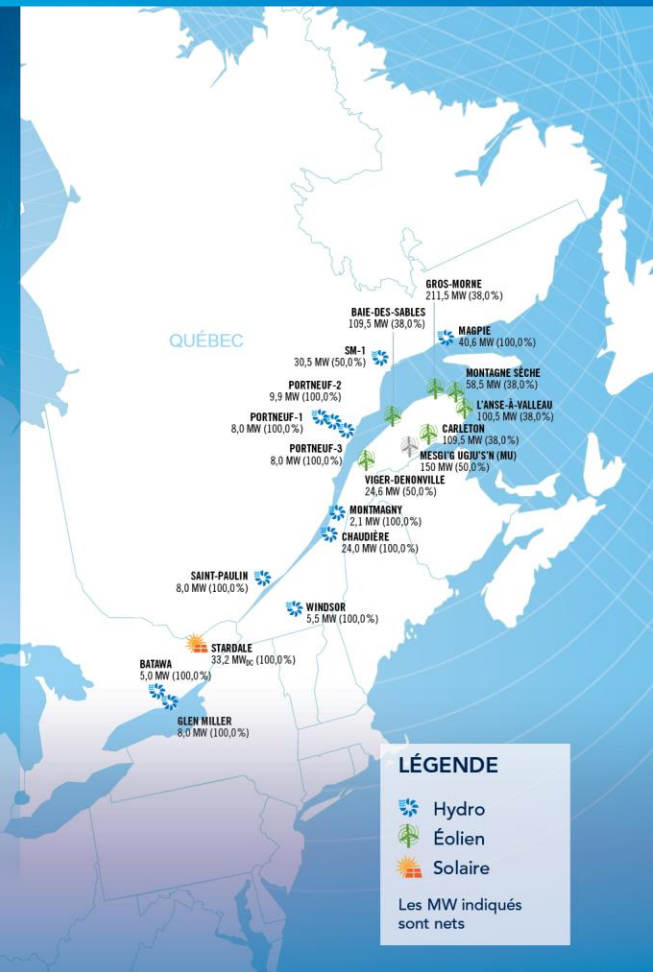 GROS-MORNE
211,5 MW (38,0%)
BAIE-DES-SABLES
109,5 MW (38,0%)
MAGPIE
40,6 MW (100,0%)
QUÉBEC
SM-1
30,5 MW (50,0%)
MONTAGNE SÈCHE
58,5 MW (38,0%)
PORTNEUF-2
9,9 MW (100,0%)
L'ANSE-À-VALLEAU
100,5 MW (38,0%)
PORTNEUF-1
8,0 MW (100,0%)
CARLETON
109,5 MW (38,0%)
PORTNEUF-3
8,0 MW (100,0%)
MESGI'G UGJU'S'N (MU)
150 MW (50,0%)
VIGER-DENONVILLE
24,6 MW (50,0%)
MONTMAGNY
2,1 MW (100,0%)
CHAUDIÈRE
24,0 MW (100,0%)
SAINT-PAULIN
8,0 MW (100,0%)
WINDSOR
5,5 MW (100,0%)
STARDALE
33,2 MWDC (100,0%)
BATAWA
5,0 MW (100,0%)
GLEN MILLER
8,0 MW (100,0%)
LÉGENDE
Hydro
Éolien
Solaire
Les MW indiqués
sont nets